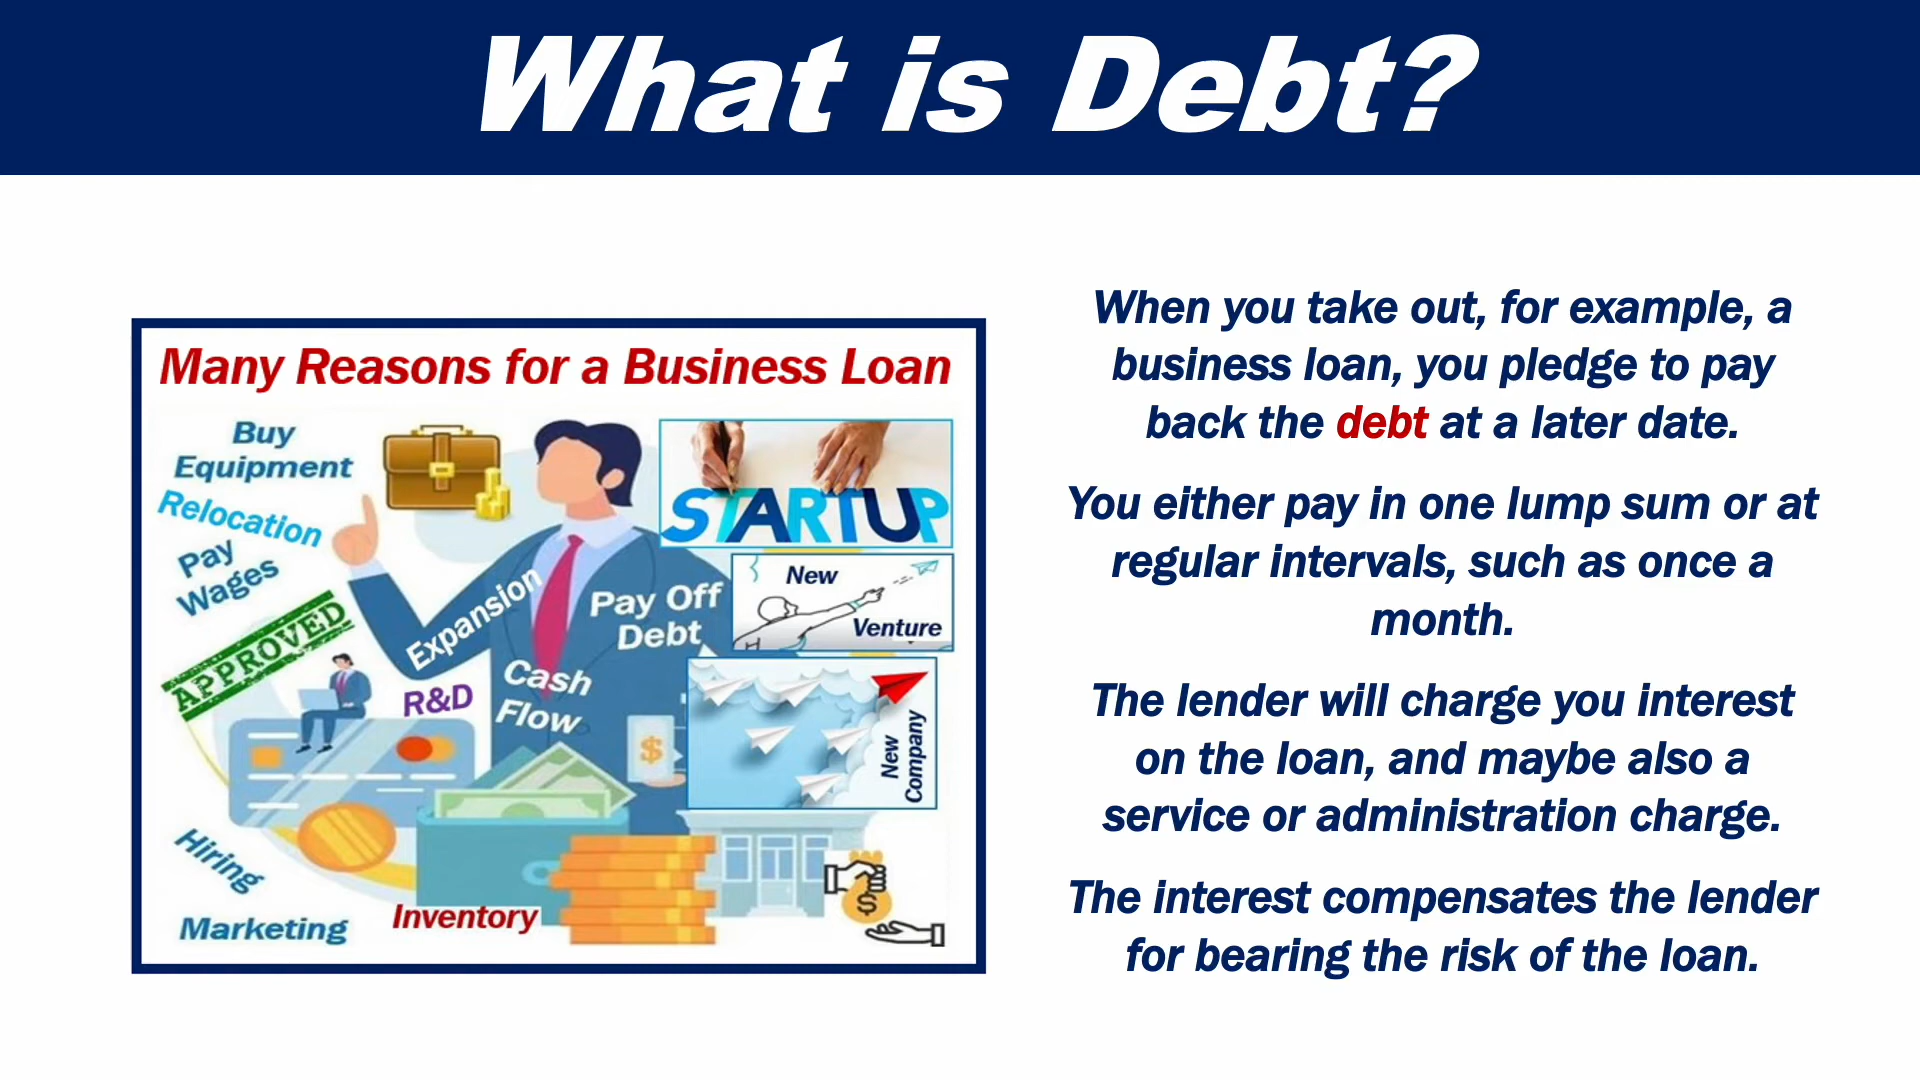 What is Debt?
Many Reasons for a Business Loan
Buy
Equipment
Relocation
Pay
Wages
APPROVED
Expansion
Pay Off
Debt
Cash
Flow
R&D
$
STARTUP
New
Venture
New
Company
Hiring
Marketing
Inventory
$
When you take out, for example, a
business loan, you pledge to pay
back the debt at a later date.
You either pay in one lump sum or at
regular intervals, such as once a
month.
The lender will charge you interest
on the loan, and maybe also a
service or administration charge.
The interest compensates the lender
for bearing the risk of the loan.